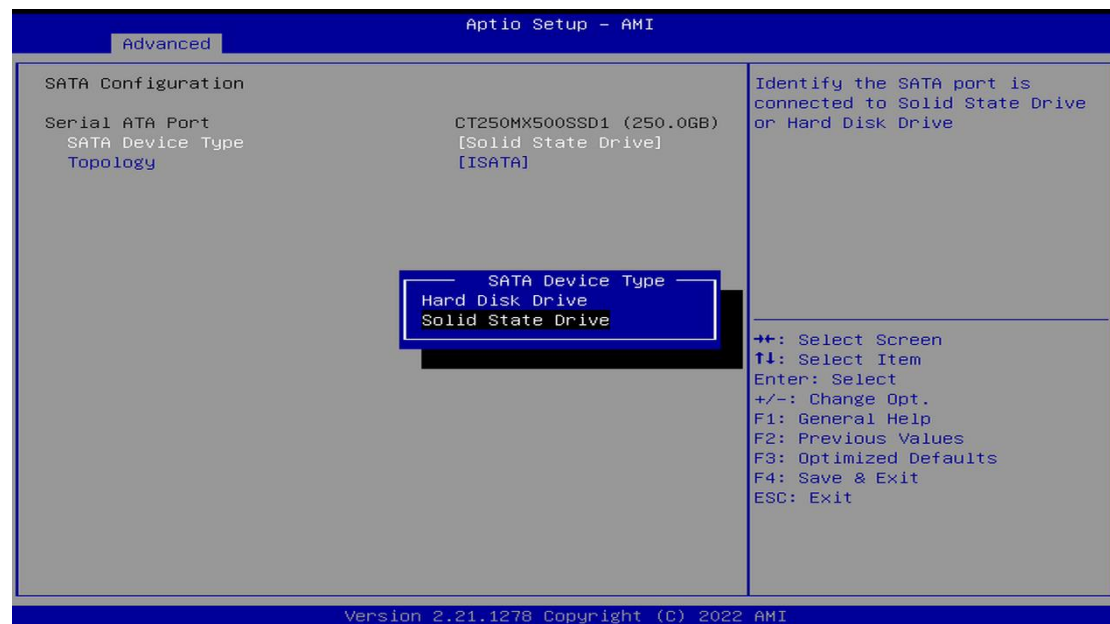 Aptio Setup – AMI
Advanced
SATA Configuration
Serial ATA Port CT250MX500SSD1 (250.0GB)
SATA Device Type [Solid State Drive]
Topology [ISATA]
SATA Device Type
Hard Disk Drive
Solid State Drive
Identify the SATA port is
connected to Solid State Drive
or Hard Disk Drive
→←: Select Screen
↑↓: Select Item
Enter: Select
+/-: Change Opt.
F1: General Help
F2: Previous Values
F3: Optimized Defaults
F4: Save & Exit
ESC: Exit
Version 2.21.1278 Copyright (C) 2022 AMI